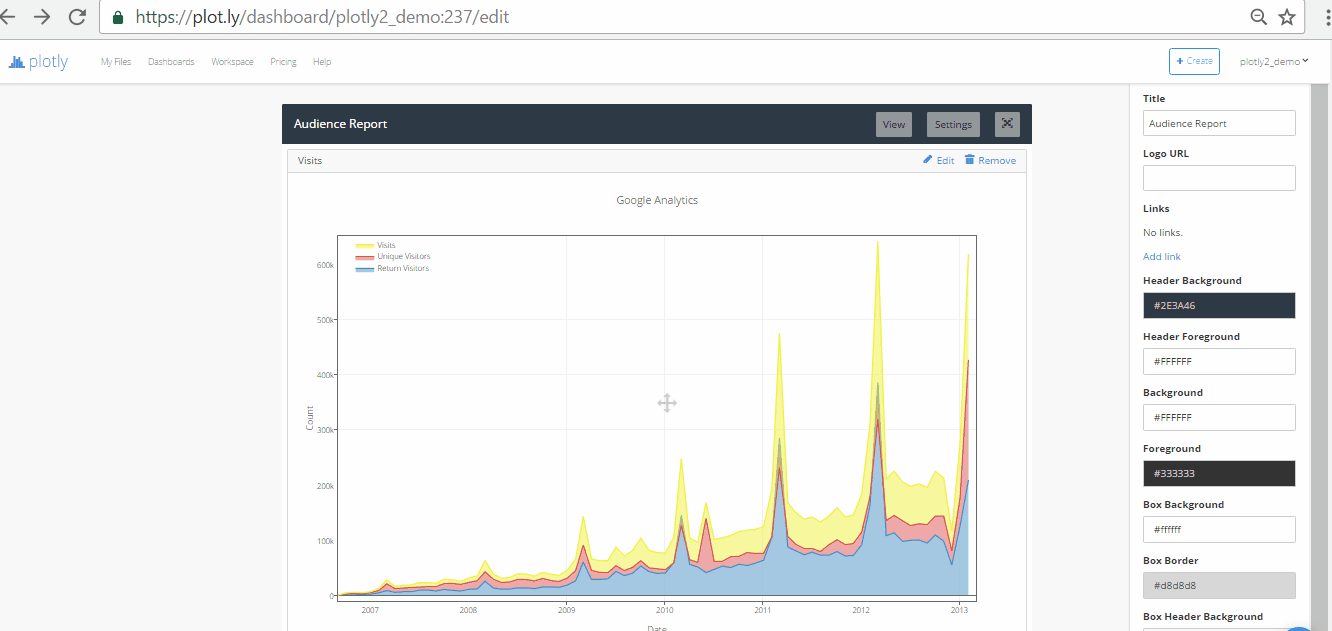 https://plot.ly/dashboard/plotly2_demo:237/edit
plotly My Files Dashboards Workspace Pricing Help + Create plotly2_demo
Audience Report View Settings
Visits Edit Remove
Google Analytics
Visits
Unique Visitors
Return Visitors
600k
500k
400k
300k
200k
100k
0
Count
2007 2008 2009 2010 2011 2012 2013
Date
Title
Audience Report
Logo URL
Links
No links.
Add link
Header Background
#2E3A46
Header Foreground
#FFFFFF
Background
#FFFFFF
Foreground
#333333
Box Background
#ffffff
Box Border
#d8d8d8
Box Header Background